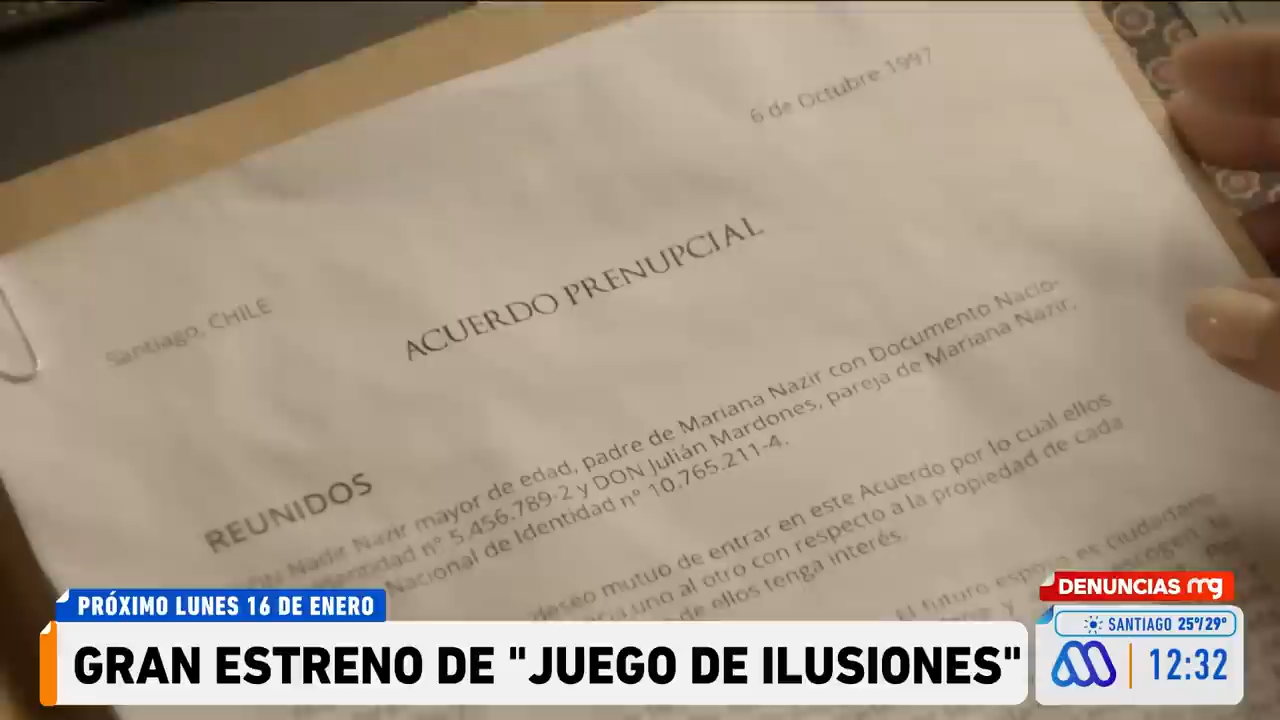 6 de Octubre 1997
ACUERDO PRENUPCIAL
Santiago, CHILE
REUNIDOS
Nadir Nazir mayor de edad, padre de Mariana Nazir con Documento Nacio-
nº 5.456.789-2 y DON Julián Mardones, pareja de Mariana Nazir,
Nacional de Identidad nº 10.765.211-4.
deseo mutuo de entrar en este Acuerdo por lo cual ellos
uno al otro con respecto a la propiedad de cada
de ellos tenga interés.
El futuro esposo es ciudadano
escogen
DENUNCIAS mg
PRÓXIMO LUNES 16 DE ENERO
SANTIAGO 25°/29°
GRAN ESTRENO DE "JUEGO DE ILUSIONES"
12:32